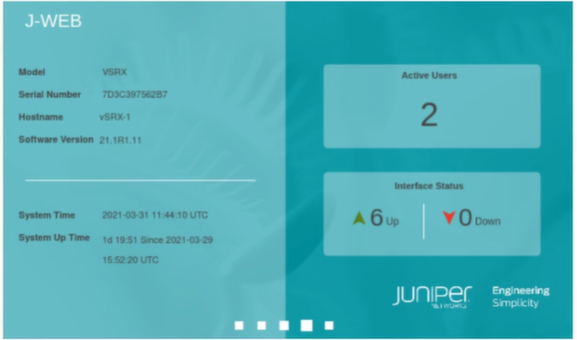 J-WEB
Model VSRX
Serial Number 7D3C397562B7
Hostname vSRX-1
Software Version 21.1R1.11
System Time 2021-03-31 11:44:10 UTC
System Up Time 1d 19:51 Since 2021-03-29
15:52:20 UTC
Active Users
2
Interface Status
6 Up
0 Down
JUNIPER
NETWORKS
Engineering
Simplicity